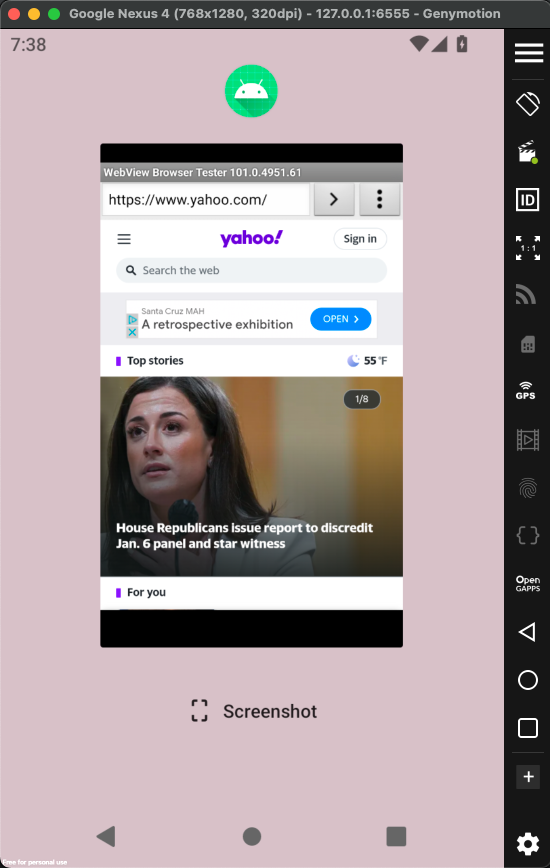 Google Nexus 4 (768x1280, 320dpi) - 127.0.0.1:6555 - Genymotion
7:38
WebView Browser Tester 101.0.4951.61
https://www.yahoo.com/
yahoo!
Sign in
Search the web
Santa Cruz MAH
A retrospective exhibition
OPEN
Top stories
55 °F
1/8
House Republicans issue report to discredit
Jan. 6 panel and star witness
For you
Screenshot
Free for personal use
ID
1:1
GPS
Open
GAPPS